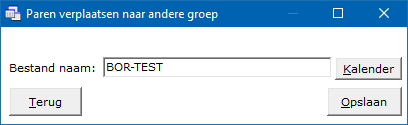 Paren verplaatsen naar andere groep
Bestand naam: BOR-TEST Kalender
Terug Opslaan